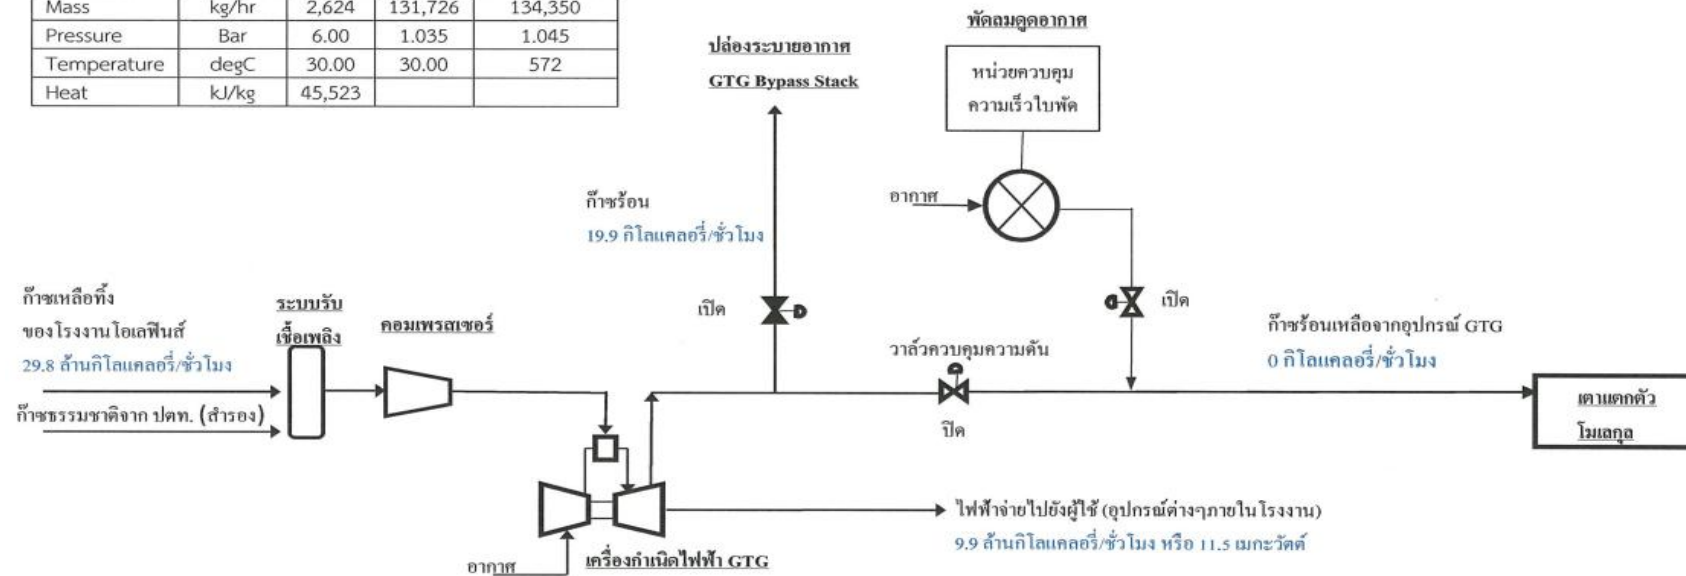 Mass kg/hr 2,624 131,726 134,350
Pressure Bar 6.00 1.035 1.045
Temperature degC 30.00 30.00 572
Heat kJ/kg 45,523
พัดลมดูดอากาศ
ปล่องระบายอากาศ
GTG Bypass Stack
หน่วยควบคุม
ความเร็วใบพัด
ก๊าซร้อน
19.9 กิโลแคลอรี่/ชั่วโมง
อากาศ
ก๊าซเหลือทิ้ง
ของโรงงานโอเลฟินส์
29.8 ล้านกิโลแคลอรี่/ชั่วโมง
ก๊าซธรรมชาติจาก ปตท. (สำรอง)
ระบบรับ
เชื้อเพลิง
คอมเพรสเซอร์
เปิด
เปิด
วาล์วควบคุมความดัน
ปิด
ก๊าซร้อนเหลือจากอุปกรณ์ GTG
0 กิโลแคลอรี่/ชั่วโมง
เตาแตกตัว
โมเลกุล
ไฟฟ้าจ่ายไปยังผู้ใช้ (อุปกรณ์ต่างๆภายในโรงงาน)
9.9 ล้านกิโลแคลอรี่/ชั่วโมง หรือ 11.5 เมกะวัตต์
เครื่องกำเนิดไฟฟ้า GTG
อากาศ